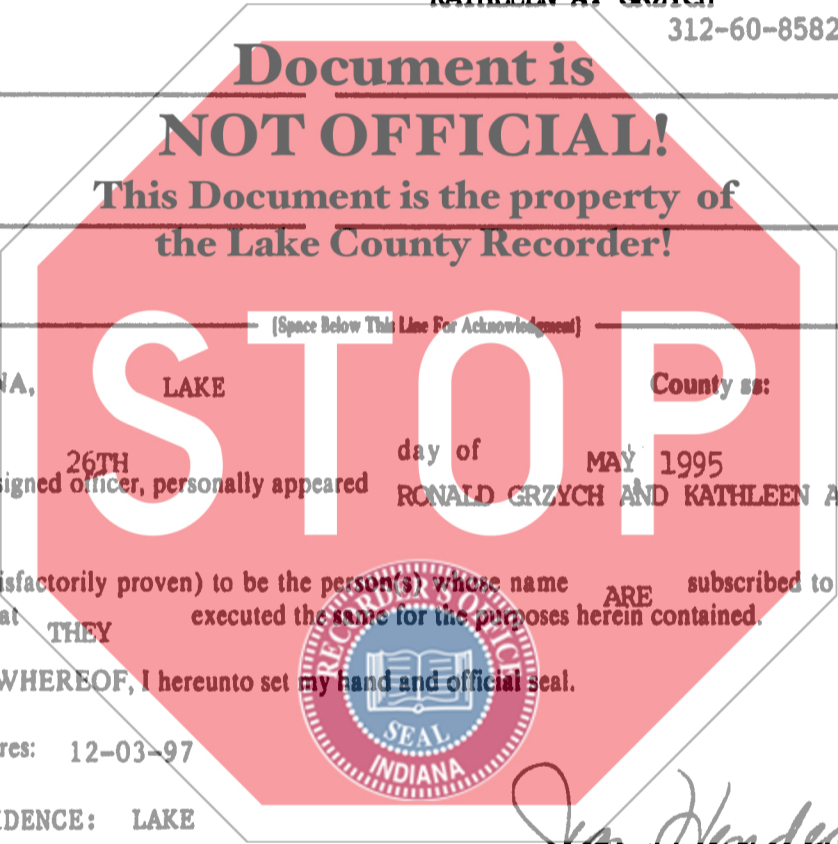 KATHLEEN A. GRZYCH
312-60-8582
Document is
NOT OFFICIAL!
This Document is the property of
the Lake County Recorder!
[Space Below This Line For Acknowledgment]
STOP
NA, LAKE County ss:
26TH day of MAY 1995
signed officer, personally appeared RONALD GRZYCH AND KATHLEEN A
isfactorily proven) to be the person(s) whose name ARE subscribed to
at THEY executed the same for the purposes herein contained.
WHEREOF, I hereunto set my hand and official seal.
RECORDER'S OFFICE
SEAL
INDIANA
res: 12-03-97
IDENCE: LAKE